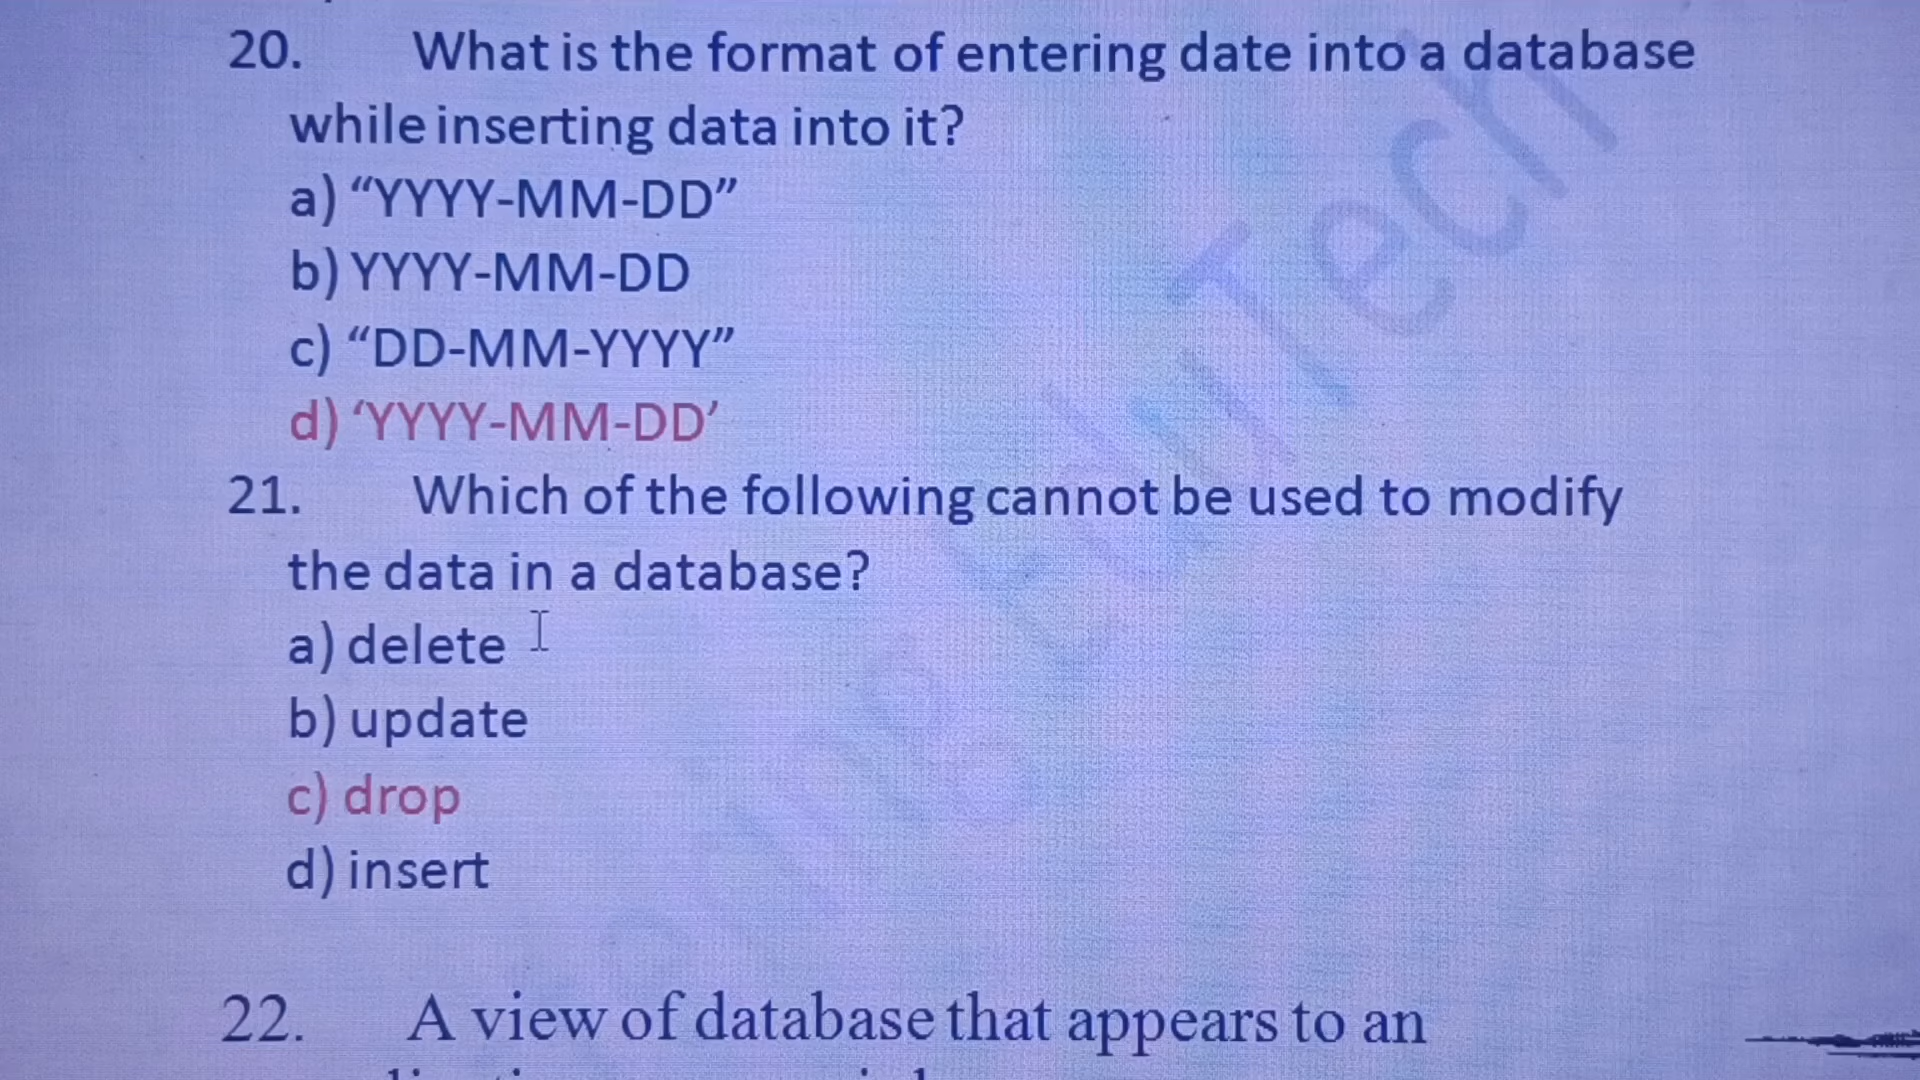 20. What is the format of entering date into a database
while inserting data into it?
a) “YYYY-MM-DD”
b) YYYY-MM-DD
c) “DD-MM-YYYY”
d) ‘YYYY-MM-DD’
21. Which of the following cannot be used to modify
the data in a database?
a) delete
b) update
c) drop
d) insert
22. A view of database that appears to an
Tech